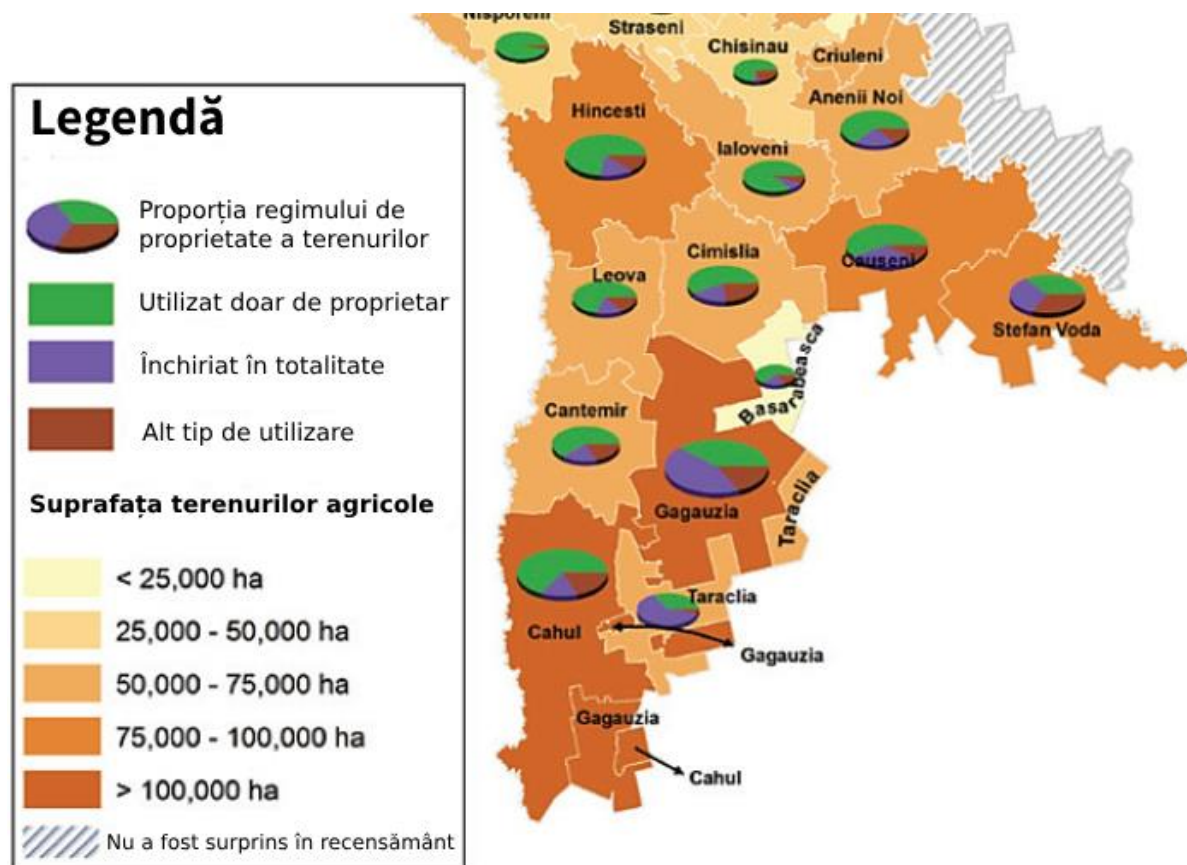 Nisporeni
Straseni
Chisinau
Criuleni
Anenii Noi
Hincesti
Ialoveni
Cimislia
Leova
Causeni
Stefan Voda
Basarabeasca
Cantemir
Gagauzia
Taraclia
Taraclia
Cahul
Gagauzia
Gagauzia
Cahul
Legendă
Proporția regimului de
proprietate a terenurilor
Utilizat doar de proprietar
Închiriat în totalitate
Alt tip de utilizare
Suprafața terenurilor agricole
< 25,000 ha
25,000 - 50,000 ha
50,000 - 75,000 ha
75,000 - 100,000 ha
> 100,000 ha
Nu a fost surprins în recensământ